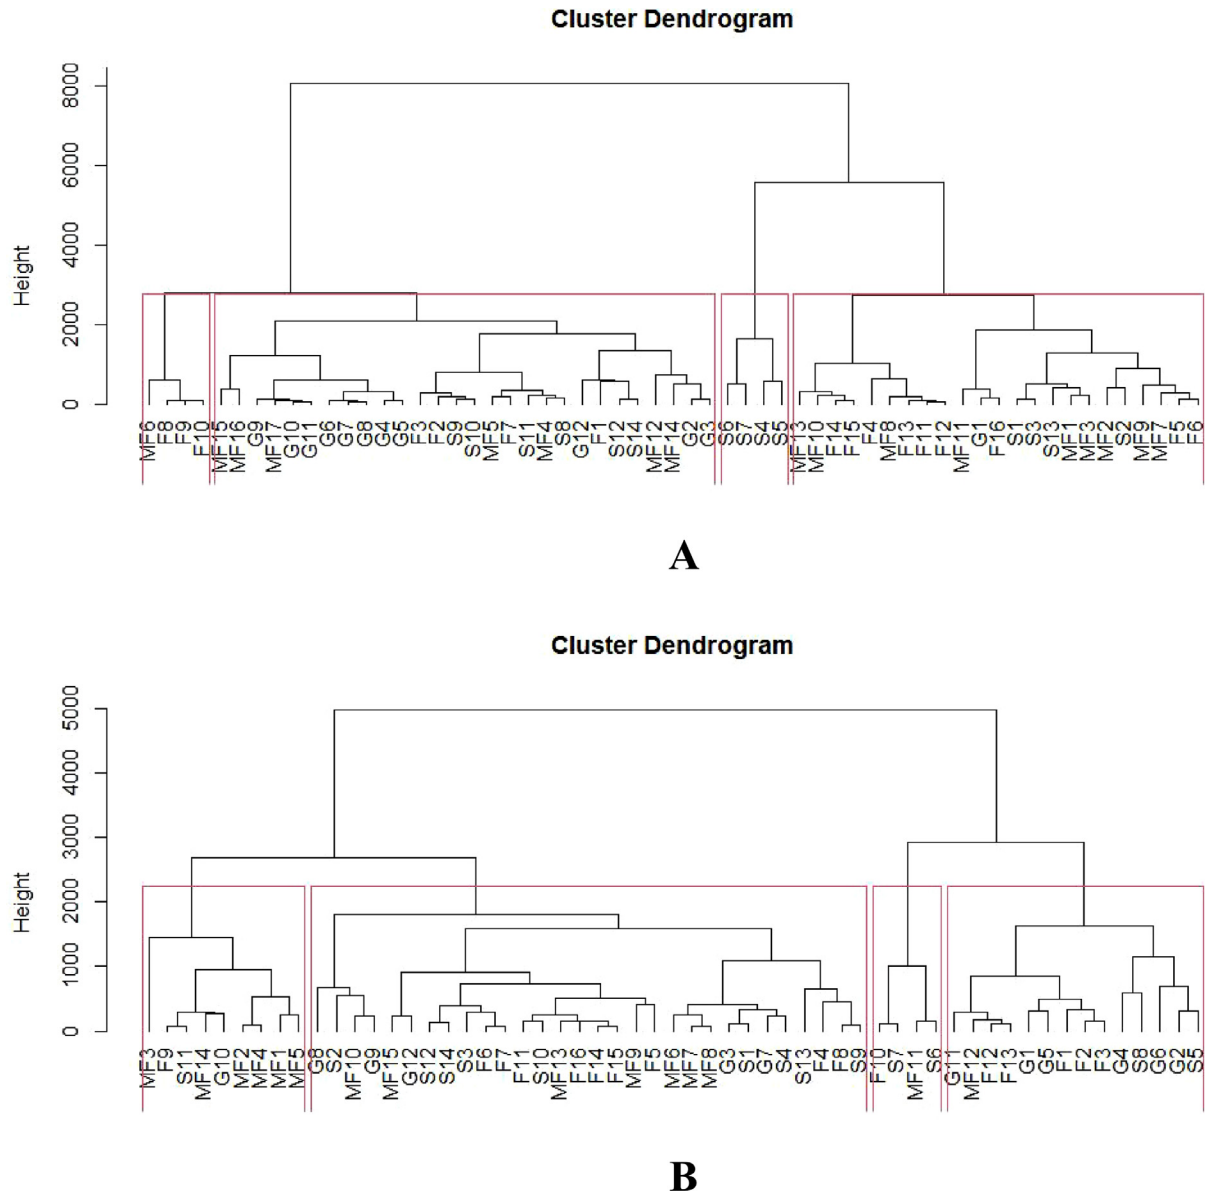 Cluster Dendrogram
Height
0 2000 4000 6000 8000
MF6 F8 F9 F10 MF15 MF16 G9 MF17 G10 G11 G6 G7 G8 G4 G5 F3 F2 S9 S10 MF5 F7 S11 MF4 S8 G12 F1 S12 S14 MF12 MF14 G2 G3 S6 S7 S4 S5 MF13 MF10 F14 F15 F4 MF8 F13 F11 F12 MF11 G1 F16 S1 S3 S13 MF1 MF3 MF2 S2 MF9 MF7 F5 F6
A
Cluster Dendrogram
Height
0 1000 2000 3000 4000 5000
MF3 F9 S11 MF14 G10 MF2 MF4 MF1 MF5 G8 S2 MF10 G9 MF15 G12 S12 S14 S3 F6 F7 F11 S10 MF13 F16 F14 F15 MF9 F5 MF6 MF7 MF8 G3 S1 G7 S4 S13 F4 F8 S9 F10 S7 MF11 S6 G11 MF12 F12 F13 G1 G5 F1 F2 F3 G4 S8 G6 G2 S5
B